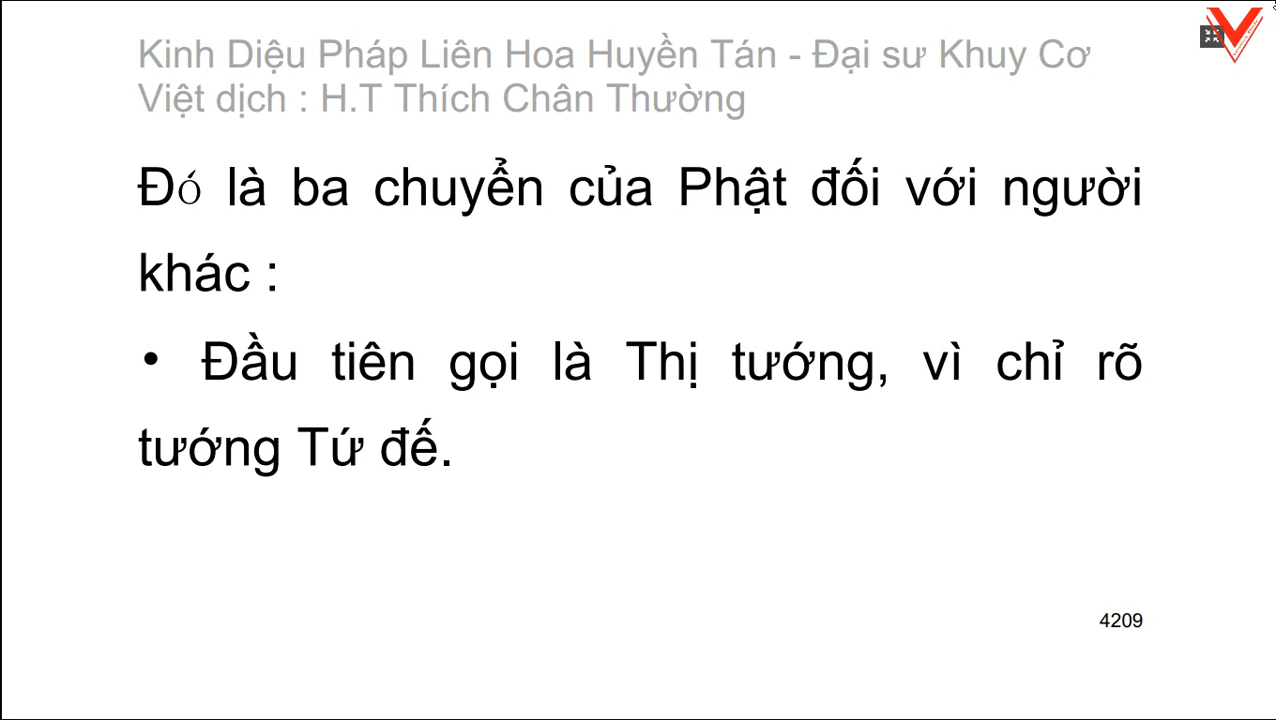 Kinh Diệu Pháp Liên Hoa Huyền Tán - Đại sư Khuy Cơ
Việt dịch : H.T Thích Chân Thường
Đó là ba chuyển của Phật đối với người
khác :
• Đầu tiên gọi là Thị tướng, vì chỉ rõ
tướng Tứ đế.
4209